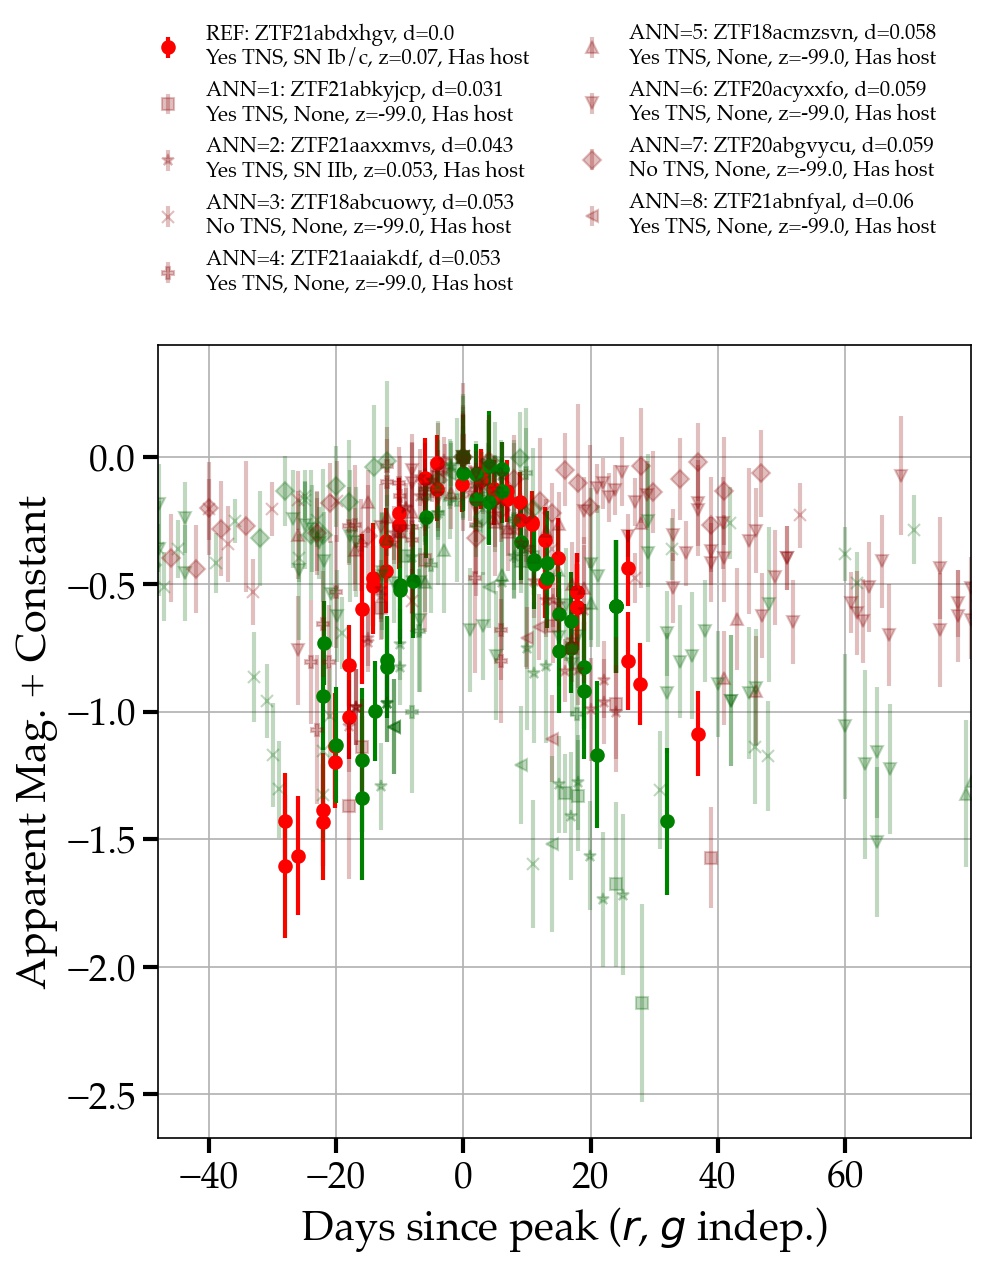 REF: ZTF21abdxhgv, d=0.0
Yes TNS, SN Ib/c, z=0.07, Has host
ANN=1: ZTF21abkyjcp, d=0.031
Yes TNS, None, z=-99.0, Has host
ANN=2: ZTF21aaxxmvs, d=0.043
Yes TNS, SN IIb, z=0.053, Has host
ANN=3: ZTF18abcuowy, d=0.053
No TNS, None, z=-99.0, Has host
ANN=4: ZTF21aaiakdf, d=0.053
Yes TNS, None, z=-99.0, Has host
ANN=5: ZTF18acmzsvn, d=0.058
Yes TNS, None, z=-99.0, Has host
ANN=6: ZTF20acyxxfo, d=0.059
Yes TNS, None, z=-99.0, Has host
ANN=7: ZTF20abgvycu, d=0.059
No TNS, None, z=-99.0, Has host
ANN=8: ZTF21abnfyal, d=0.06
Yes TNS, None, z=-99.0, Has host
Apparent Mag. + Constant
0.0
−0.5
−1.0
−1.5
−2.0
−2.5
−40 −20 0 20 40 60
Days since peak (r, g indep.)